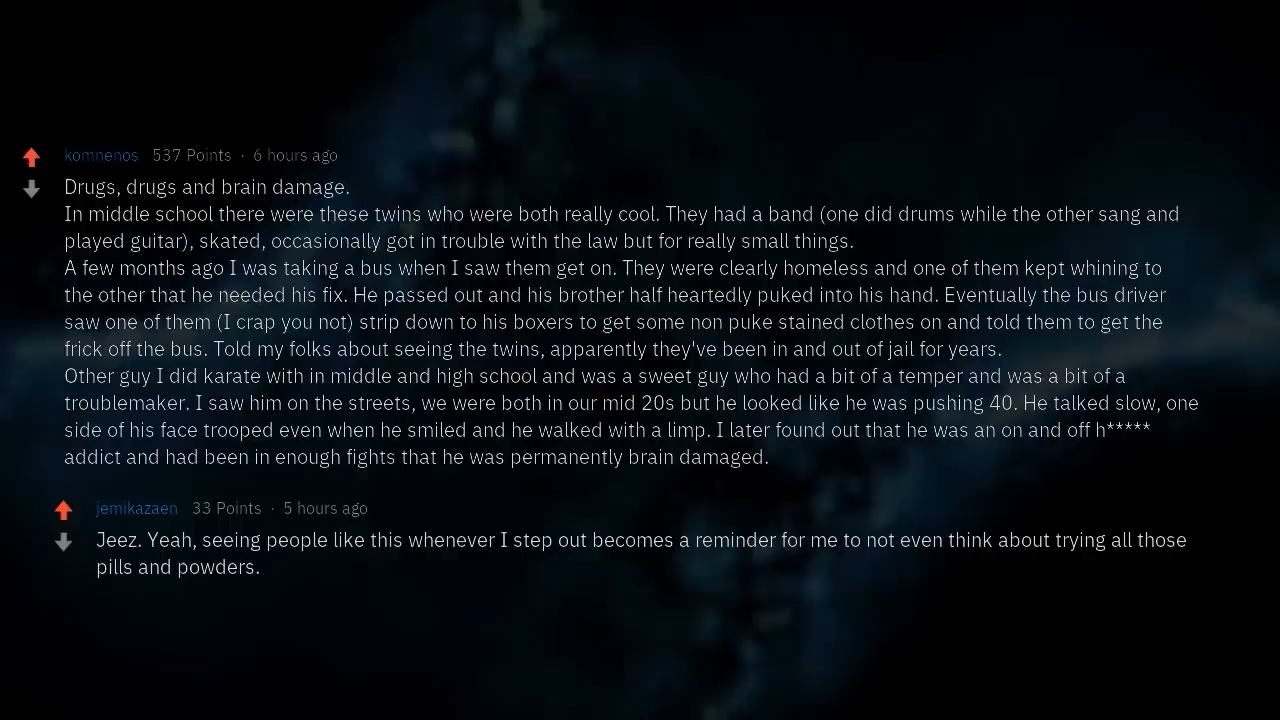 komnenos 537 Points · 6 hours ago
Drugs, drugs and brain damage.
In middle school there were these twins who were both really cool. They had a band (one did drums while the other sang and
played guitar), skated, occasionally got in trouble with the law but for really small things.
A few months ago I was taking a bus when I saw them get on. They were clearly homeless and one of them kept whining to
the other that he needed his fix. He passed out and his brother half heartedly puked into his hand. Eventually the bus driver
saw one of them (I crap you not) strip down to his boxers to get some non puke stained clothes on and told them to get the
frick off the bus. Told my folks about seeing the twins, apparently they've been in and out of jail for years.
Other guy I did karate with in middle and high school and was a sweet guy who had a bit of a temper and was a bit of a
troublemaker. I saw him on the streets, we were both in our mid 20s but he looked like he was pushing 40. He talked slow, one
side of his face trooped even when he smiled and he walked with a limp. I later found out that he was an on and off h*****
addict and had been in enough fights that he was permanently brain damaged.
jemikazaen 33 Points · 5 hours ago
Jeez. Yeah, seeing people like this whenever I step out becomes a reminder for me to not even think about trying all those
pills and powders.